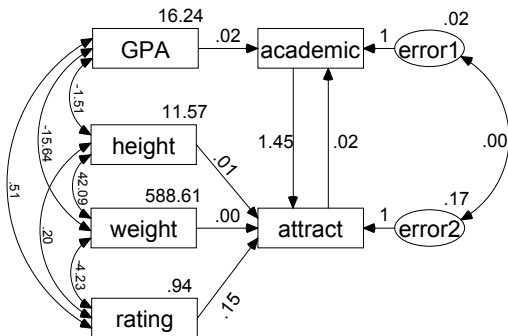 16.24
.02
GPA
.02
academic
1
error1
-1.51
11.57
height
-15.64
1.45
.02
.00
.01
.51
42.09
588.61
.17
weight
.00
attract
1
error2
.20
-4.23
.94
.15
rating